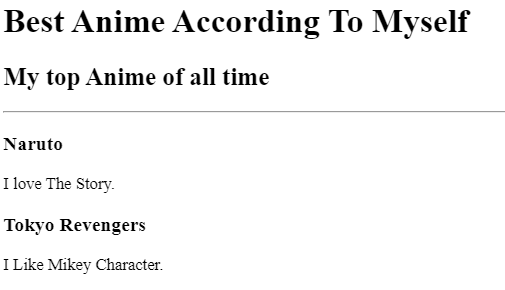 Best Anime According To Myself
My top Anime of all time
Naruto
I love The Story.
Tokyo Revengers
I Like Mikey Character.